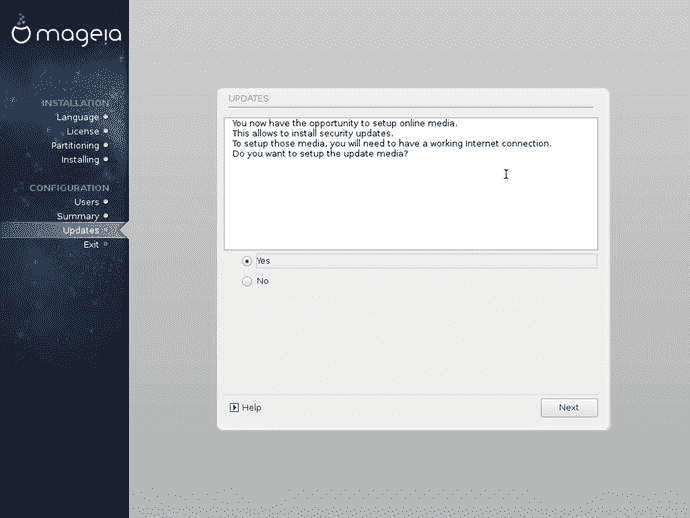 mageia
INSTALLATION
Language
License
Partitioning
Installing
CONFIGURATION
Users
Summary
Updates
Exit
UPDATES
You now have the opportunity to setup online media.
This allows to install security updates.
To setup those media, you will need to have a working Internet connection.
Do you want to setup the update media?
Yes
No
Help
Next